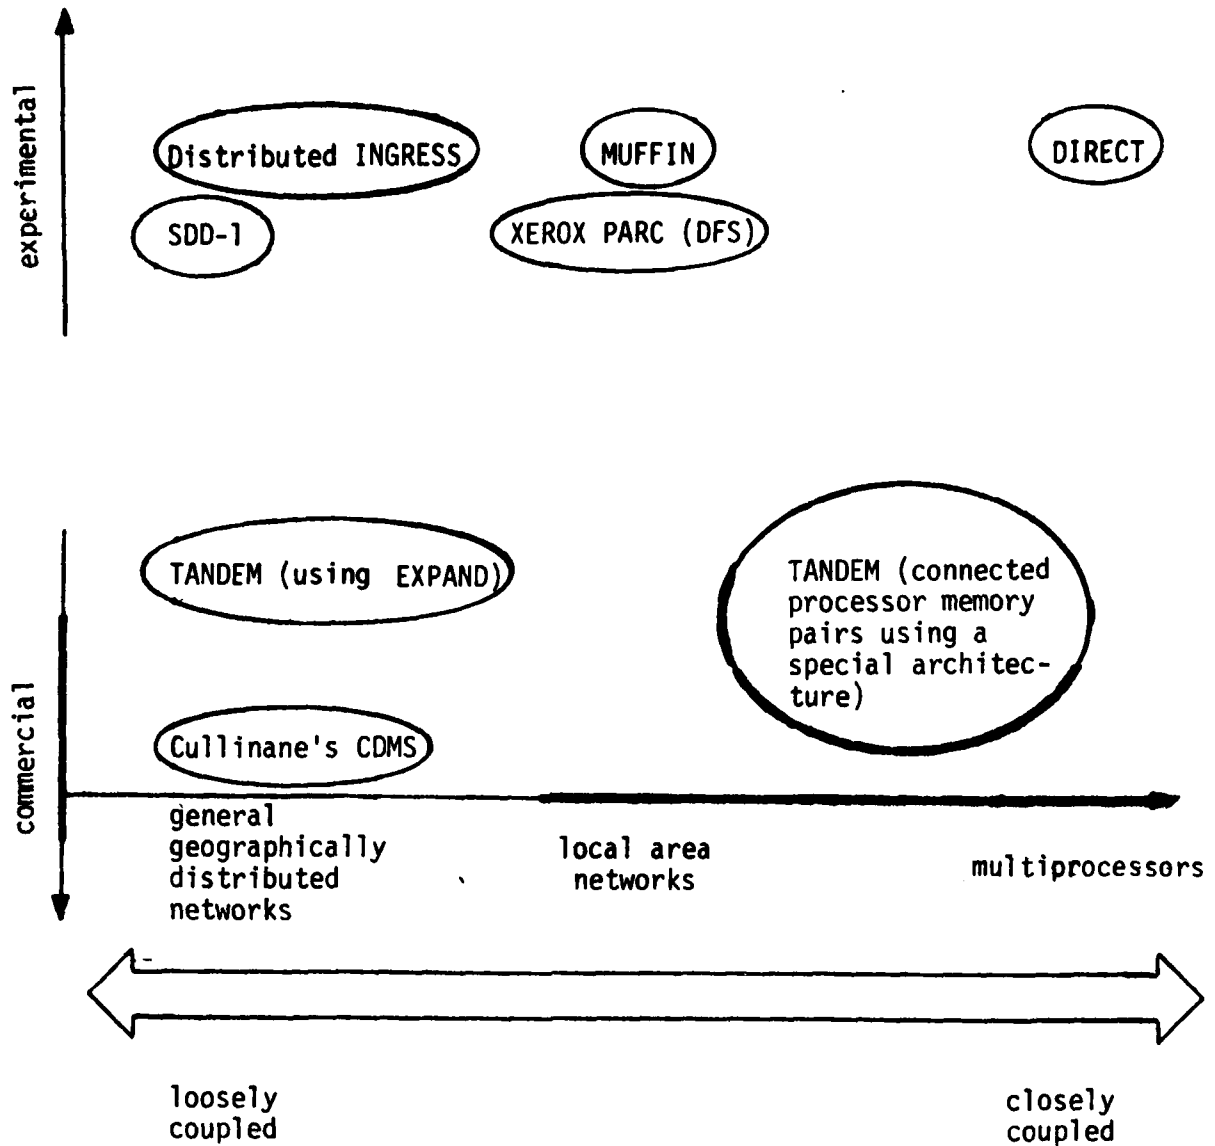 experimental
Distributed INGRESS
MUFFIN
DIRECT
SDD-1
XEROX PARC (DFS)
commercial
TANDEM (using EXPAND)
TANDEM (connected
processor memory
pairs using a
special architec-
ture)
Cullinane's CDMS
general
geographically
distributed
networks
local area
networks
multiprocessors
loosely
coupled
closely
coupled